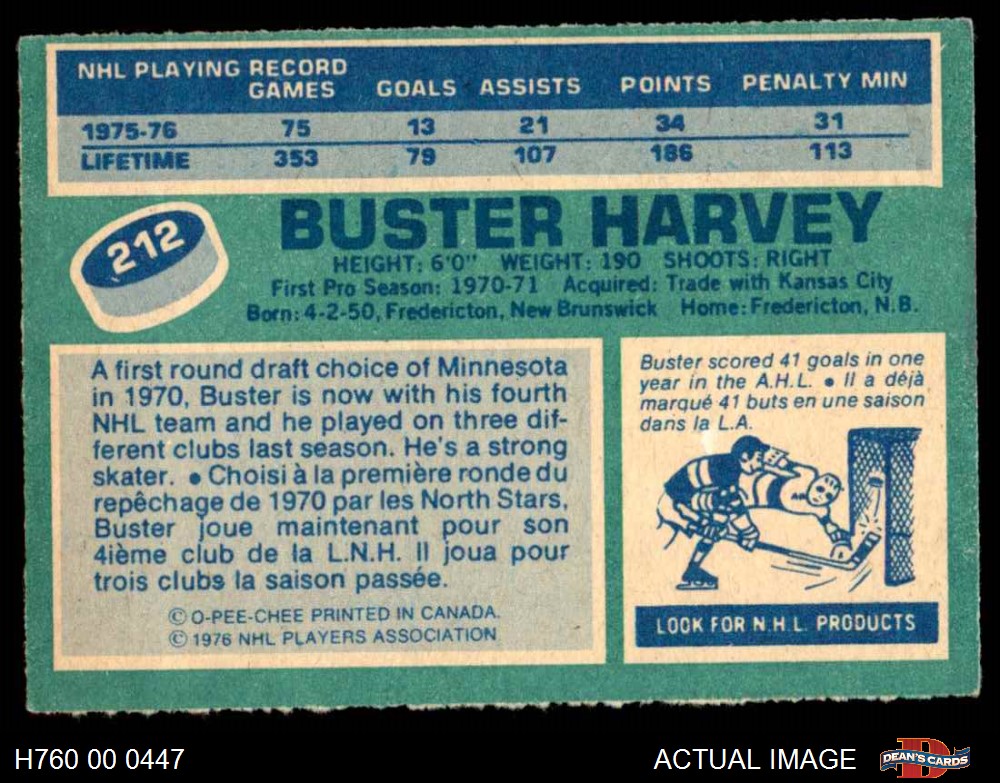 NHL PLAYING RECORD
GAMES GOALS ASSISTS POINTS PENALTY MIN
1975-76 75 13 21 34 31
LIFETIME 353 79 107 186 113
212
BUSTER HARVEY
HEIGHT: 6'0" WEIGHT: 190 SHOOTS: RIGHT
First Pro Season: 1970-71 Acquired: Trade with Kansas City
Born: 4-2-50, Fredericton, New Brunswick Home: Fredericton, N.B.
A first round draft choice of Minnesota
in 1970, Buster is now with his fourth
NHL team and he played on three dif-
ferent clubs last season. He's a strong
skater. • Choisi à la première ronde du
repêchage de 1970 par les North Stars,
Buster joue maintenant pour son
4ième club de la L.N.H. Il joua pour
trois clubs la saison passée.
© O-PEE-CHEE PRINTED IN CANADA.
© 1976 NHL PLAYERS ASSOCIATION
Buster scored 41 goals in one
year in the A.H.L. • Il a déjà
marqué 41 buts en une saison
dans la L.A.
LOOK FOR N.H.L. PRODUCTS
H760 00 0447
ACTUAL IMAGE
DEAN'S CARDS